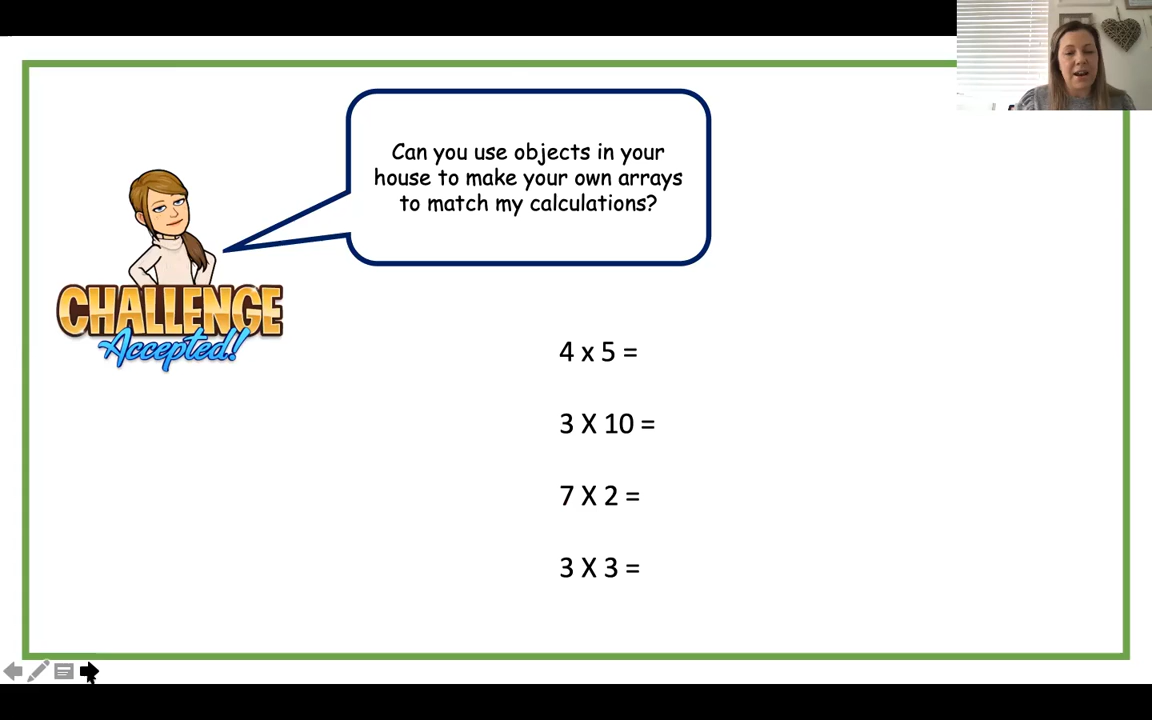 Can you use objects in your
house to make your own arrays
to match my calculations?
CHALLENGE
Accepted!
4 x 5 =
3 X 10 =
7 X 2 =
3 X 3 =